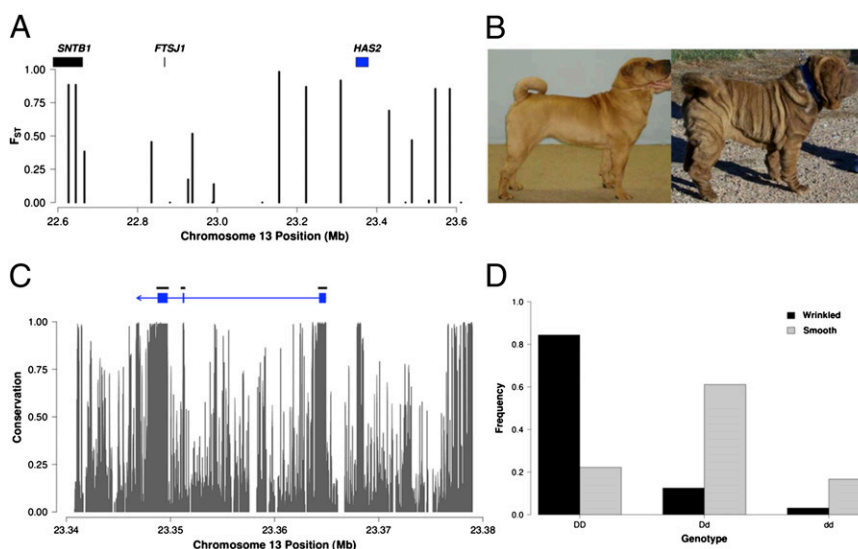 A
SNTB1 FTSJ1 HAS2
1.00
0.75
0.50
0.25
0.00
FST
22.6 22.8 23.0 23.2 23.4 23.6
Chromosome 13 Position (Mb)
B
C
1.00
0.75
0.50
0.25
0.00
Conservation
23.34 23.35 23.36 23.37 23.38
Chromosome 13 Position (Mb)
D
1.0
0.8
0.6
0.4
0.2
0.0
Frequency
Wrinkled
Smooth
DD Dd dd
Genotype